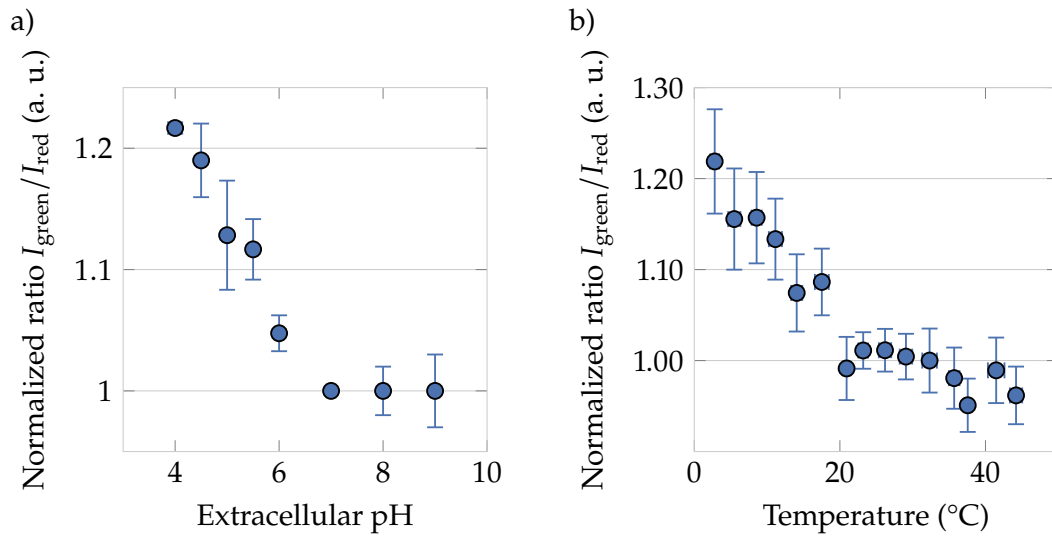 a)
Normalized ratio I_green/I_red (a. u.)
1.2
1.1
1
4 6 8 10
Extracellular pH
b)
Normalized ratio I_green/I_red (a. u.)
1.30
1.20
1.10
1.00
0 20 40
Temperature (°C)